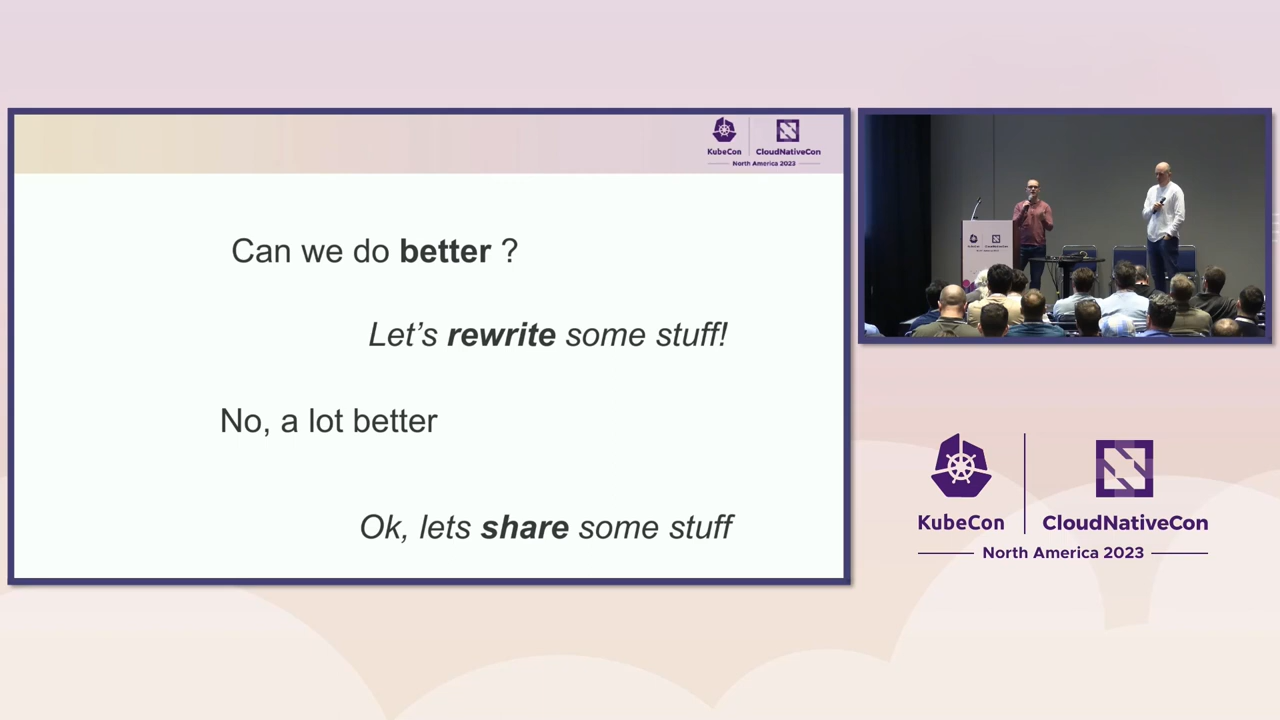 KubeCon
CloudNativeCon
North America 2023
Can we do better ?
Let's rewrite some stuff!
No, a lot better
Ok, lets share some stuff
KubeCon
CloudNativeCon
North America 2023